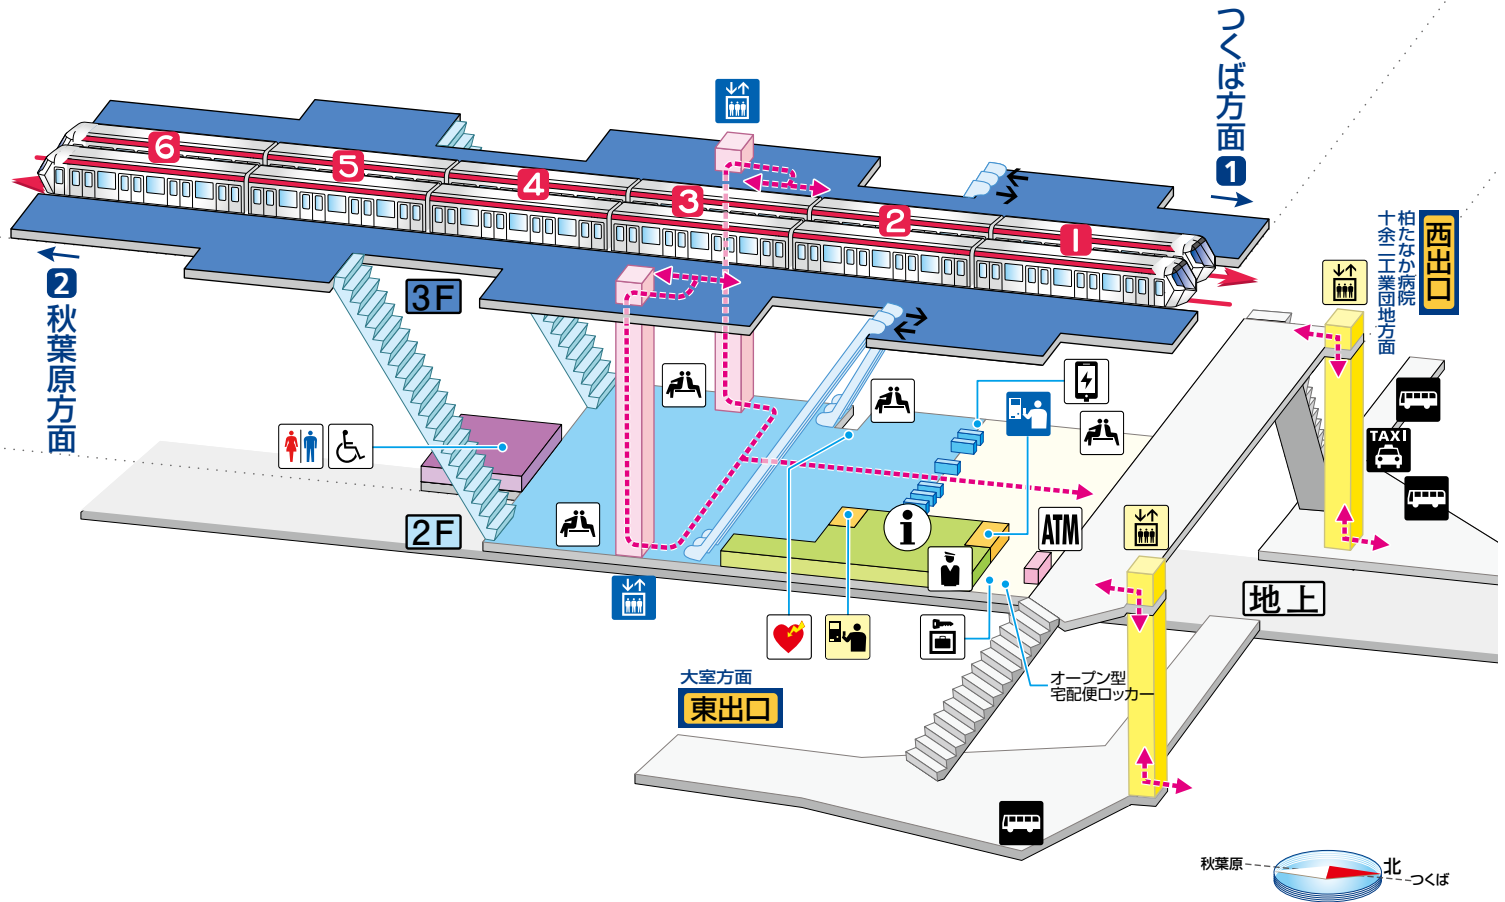 つくば方面
1
6
5
4
3
2
1
柏たなか病院
十余二工業団地方面
西出口
2
秋葉原方面
3F
2F
TAXI
i
ATM
地上
大室方面
東出口
オープン型
宅配便ロッカー
秋葉原
北
つくば